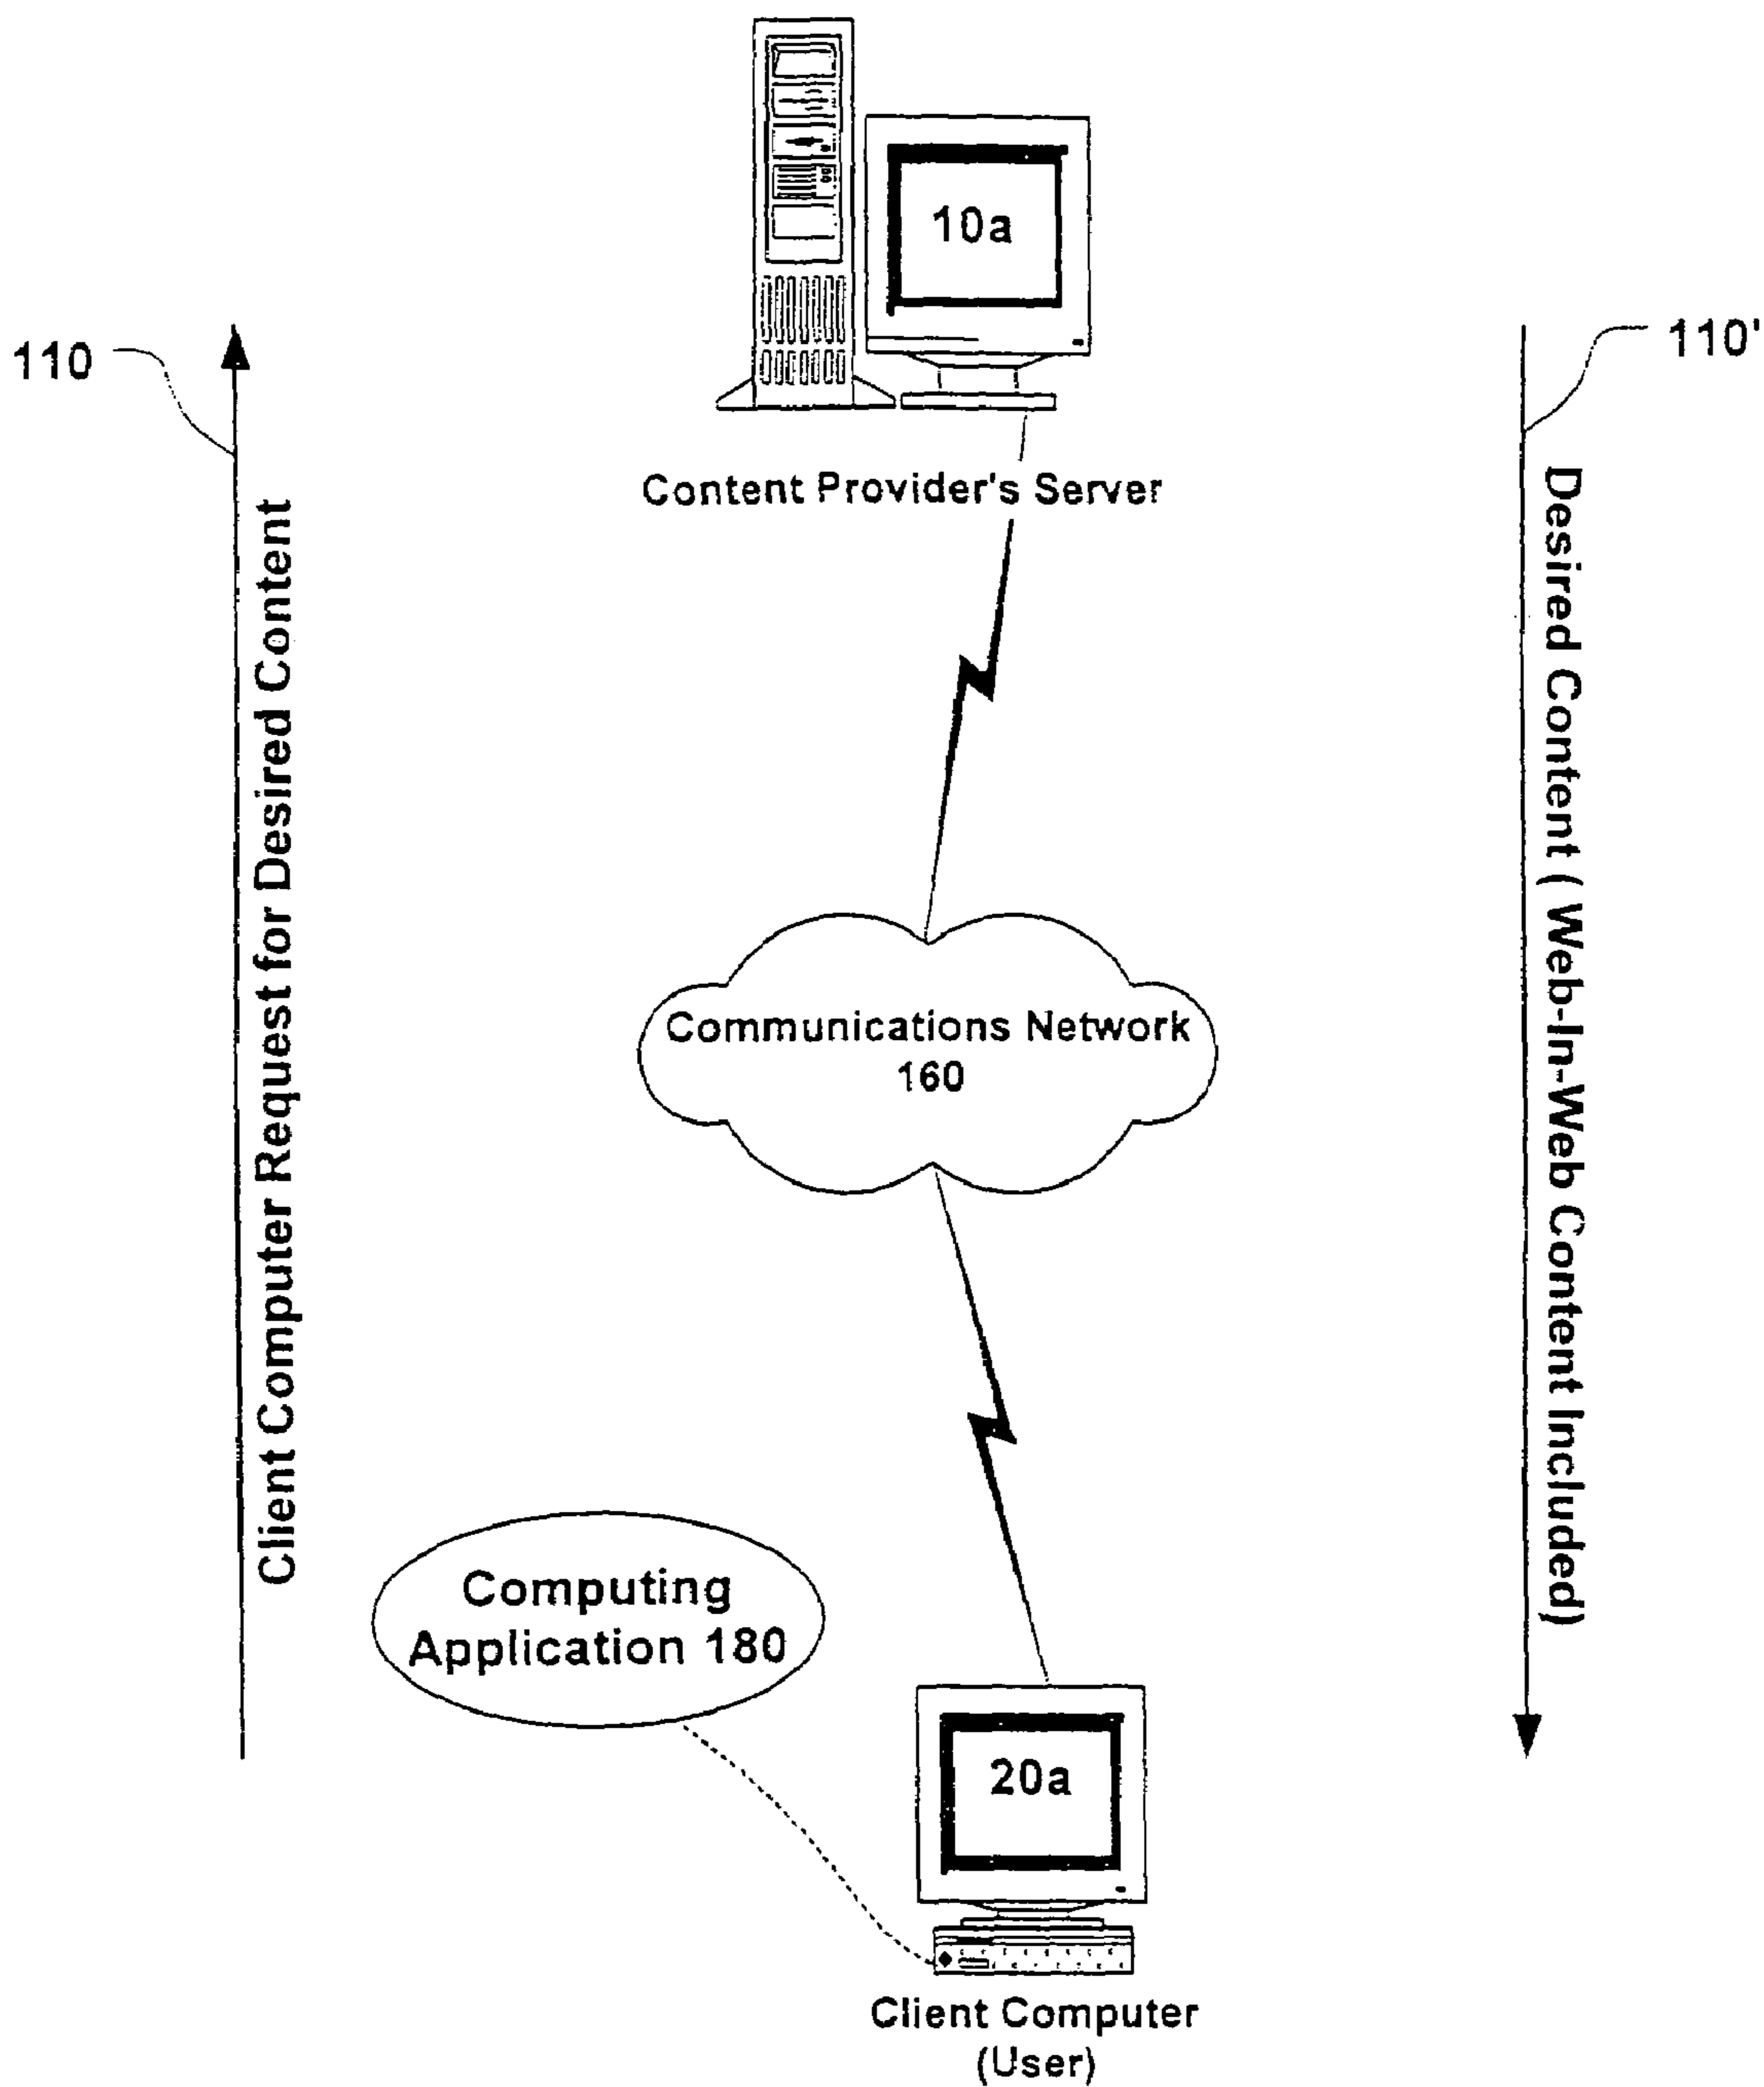 10a
110
110'
Content Provider's Server
Client Computer Request for Desired Content
Desired Content ( Web-In-Web Content Included)
Communications Network
160
Computing
Application 180
20a
Client Computer
(User)